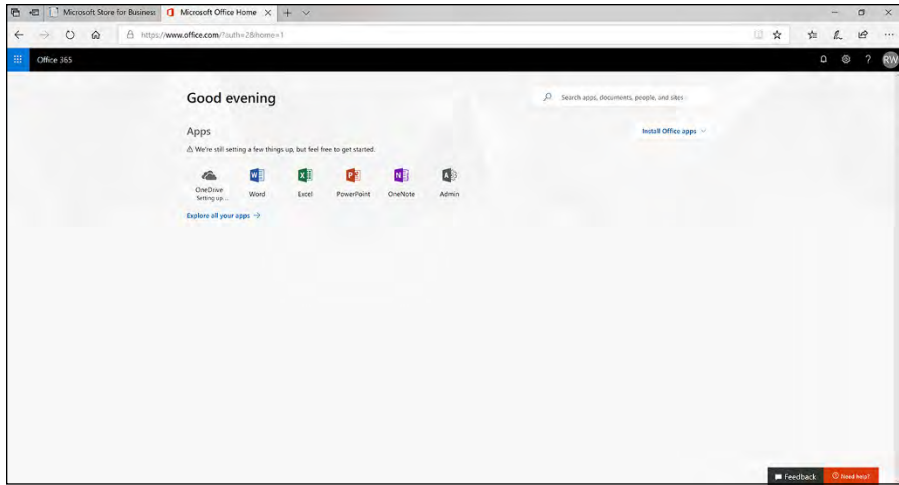 Microsoft Store for Business
Microsoft Office Home
https://www.office.com/?auth=2&home=1
Office 365
RW
Good evening
Search apps, documents, people, and sites
Apps
Install Office apps
We're still setting a few things up, but feel free to get started.
OneDrive
Setting up...
Word
Excel
PowerPoint
OneNote
Admin
Explore all your apps →
Feedback
Need help?